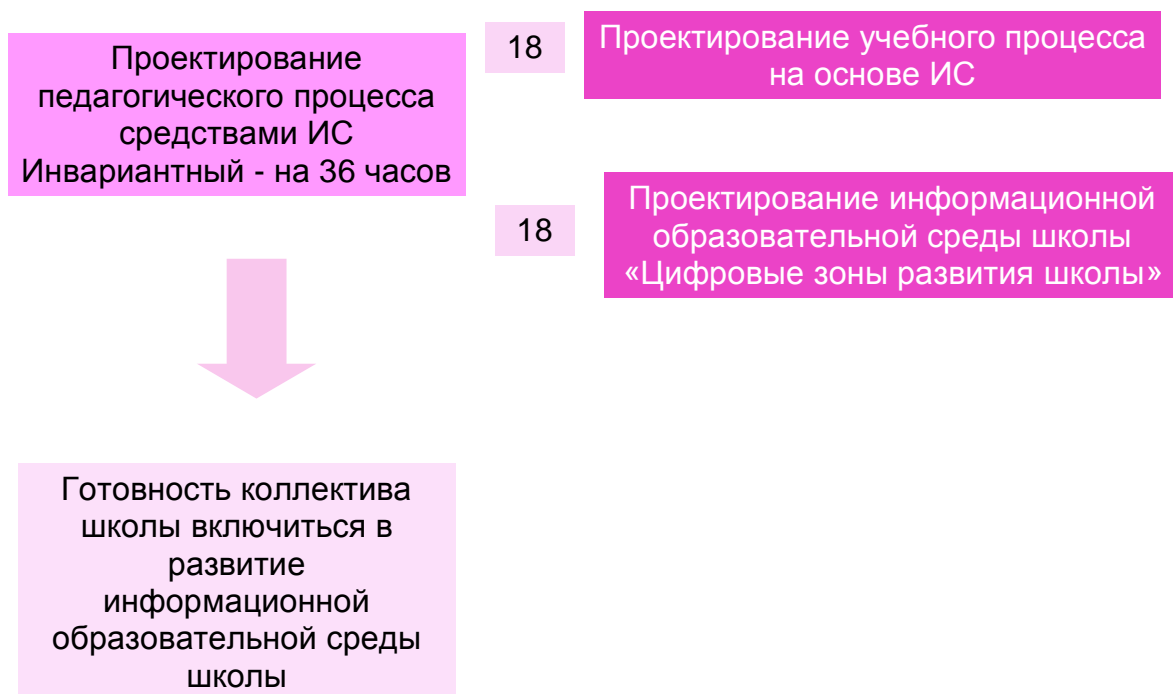 Проектирование
педагогического процесса
средствами ИС
Инвариантный - на 36 часов
18
Проектирование учебного процесса
на основе ИС
18
Проектирование информационной
образовательной среды школы
«Цифровые зоны развития школы»
Готовность коллектива
школы включиться в
развитие
информационной
образовательной среды
школы